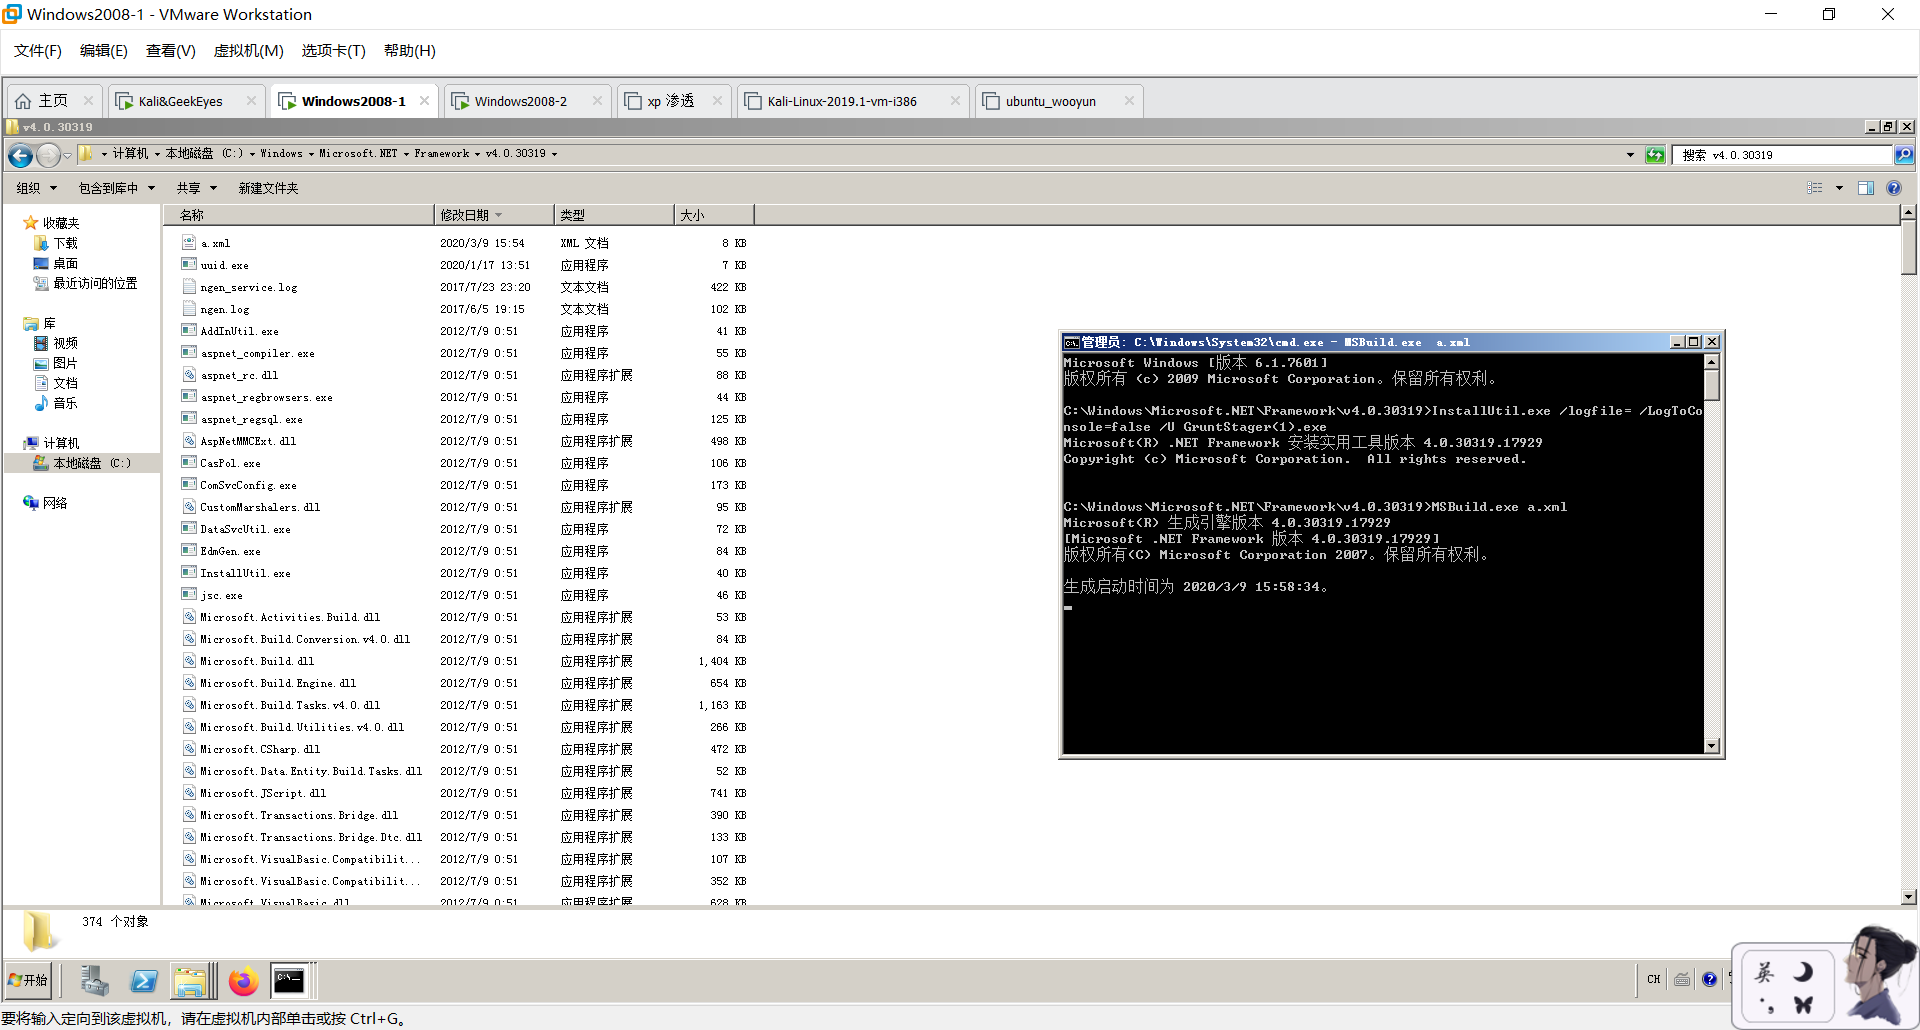 Windows2008-1 - VMware Workstation
文件(F) 编辑(E) 查看(V) 虚拟机(M) 选项卡(T) 帮助(H)
主页 Kali&GeekEyes Windows2008-1 Windows2008-2 xp 渗透 Kali-Linux-2019.1-vm-i386 ubuntu_wooyun
v4.0.30319
计算机 本地磁盘 (C:) Windows Microsoft.NET Framework v4.0.30319 搜索 v4.0.30319
组织 包含到库中 共享 新建文件夹
收藏夹
下载
桌面
最近访问的位置
库
视频
图片
文档
音乐
计算机
本地磁盘 (C:)
网络
名称 修改日期 类型 大小
a.xml 2020/3/9 15:54 XML 文档 8 KB
uuid.exe 2020/1/17 13:51 应用程序 7 KB
ngen_service.log 2017/7/23 23:20 文本文档 422 KB
ngen.log 2017/6/5 19:15 文本文档 102 KB
AddInUtil.exe 2012/7/9 0:51 应用程序 41 KB
aspnet_compiler.exe 2012/7/9 0:51 应用程序 55 KB
aspnet_rc.dll 2012/7/9 0:51 应用程序扩展 88 KB
aspnet_regbrowsers.exe 2012/7/9 0:51 应用程序 44 KB
aspnet_regsql.exe 2012/7/9 0:51 应用程序 125 KB
AspNetMMCExt.dll 2012/7/9 0:51 应用程序扩展 498 KB
CasPol.exe 2012/7/9 0:51 应用程序 106 KB
ComSvcConfig.exe 2012/7/9 0:51 应用程序 173 KB
CustomMarshalers.dll 2012/7/9 0:51 应用程序扩展 95 KB
DataSvcUtil.exe 2012/7/9 0:51 应用程序 72 KB
EdmGen.exe 2012/7/9 0:51 应用程序 84 KB
InstallUtil.exe 2012/7/9 0:51 应用程序 40 KB
jsc.exe 2012/7/9 0:51 应用程序 46 KB
Microsoft.Activities.Build.dll 2012/7/9 0:51 应用程序扩展 53 KB
Microsoft.Build.Conversion.v4.0.dll 2012/7/9 0:51 应用程序扩展 84 KB
Microsoft.Build.dll 2012/7/9 0:51 应用程序扩展 1,404 KB
Microsoft.Build.Engine.dll 2012/7/9 0:51 应用程序扩展 654 KB
Microsoft.Build.Tasks.v4.0.dll 2012/7/9 0:51 应用程序扩展 1,163 KB
Microsoft.Build.Utilities.v4.0.dll 2012/7/9 0:51 应用程序扩展 266 KB
Microsoft.CSharp.dll 2012/7/9 0:51 应用程序扩展 472 KB
Microsoft.Data.Entity.Build.Tasks.dll 2012/7/9 0:51 应用程序扩展 52 KB
Microsoft.JScript.dll 2012/7/9 0:51 应用程序扩展 741 KB
Microsoft.Transactions.Bridge.dll 2012/7/9 0:51 应用程序扩展 390 KB
Microsoft.Transactions.Bridge.Dtc.dll 2012/7/9 0:51 应用程序扩展 133 KB
Microsoft.VisualBasic.Compatibilit... 2012/7/9 0:51 应用程序扩展 107 KB
Microsoft.VisualBasic.Compatibilit... 2012/7/9 0:51 应用程序扩展 352 KB
Microsoft.VisualBasic.dll 2012/7/9 0:51 应用程序扩展 628 KB
管理员: C:\Windows\System32\cmd.exe - MSBuild.exe a.xml
Microsoft Windows [版本 6.1.7601]
版权所有 (c) 2009 Microsoft Corporation。保留所有权利。
C:\Windows\Microsoft.NET\Framework\v4.0.30319>InstallUtil.exe /logfile= /LogToCo
nsole=false /U GruntStager(1).exe
Microsoft(R) .NET Framework 安装实用工具版本 4.0.30319.17929
Copyright (c) Microsoft Corporation.  All rights reserved.
C:\Windows\Microsoft.NET\Framework\v4.0.30319>MSBuild.exe a.xml
Microsoft(R) 生成引擎版本 4.0.30319.17929
[Microsoft .NET Framework 版本 4.0.30319.17929]
版权所有(C) Microsoft Corporation 2007。保留所有权利。
生成启动时间为 2020/3/9 15:58:34。
374 个对象
开始 CH 英
要将输入定向到该虚拟机，请在虚拟机内部单击或按 Ctrl+G。